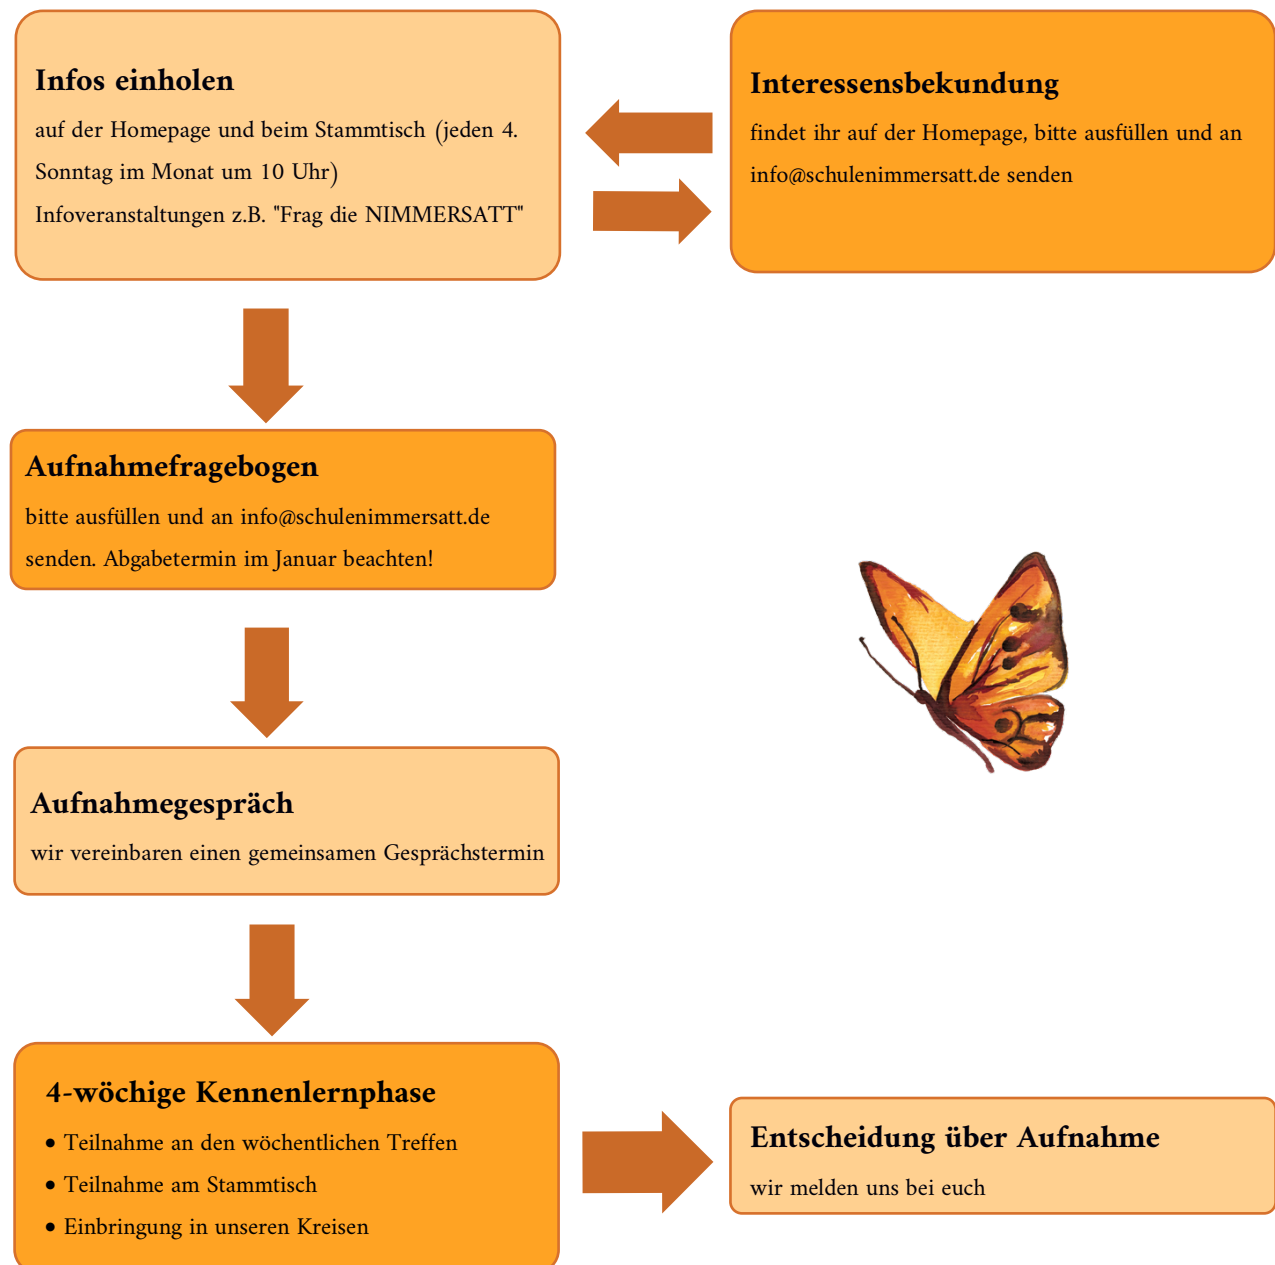 Infos einholen
auf der Homepage und beim Stammtisch (jeden 4.
Sonntag im Monat um 10 Uhr)
Infoveranstaltungen z.B. "Frag die NIMMERSATT"
Interessensbekundung
findet ihr auf der Homepage, bitte ausfüllen und an
info@schulenimmersatt.de senden
Aufnahmefragebogen
bitte ausfüllen und an info@schulenimmersatt.de
senden. Abgabetermin im Januar beachten!
Aufnahmegespräch
wir vereinbaren einen gemeinsamen Gesprächstermin
4-wöchige Kennenlernphase
• Teilnahme an den wöchentlichen Treffen
• Teilnahme am Stammtisch
• Einbringung in unseren Kreisen
Entscheidung über Aufnahme
wir melden uns bei euch